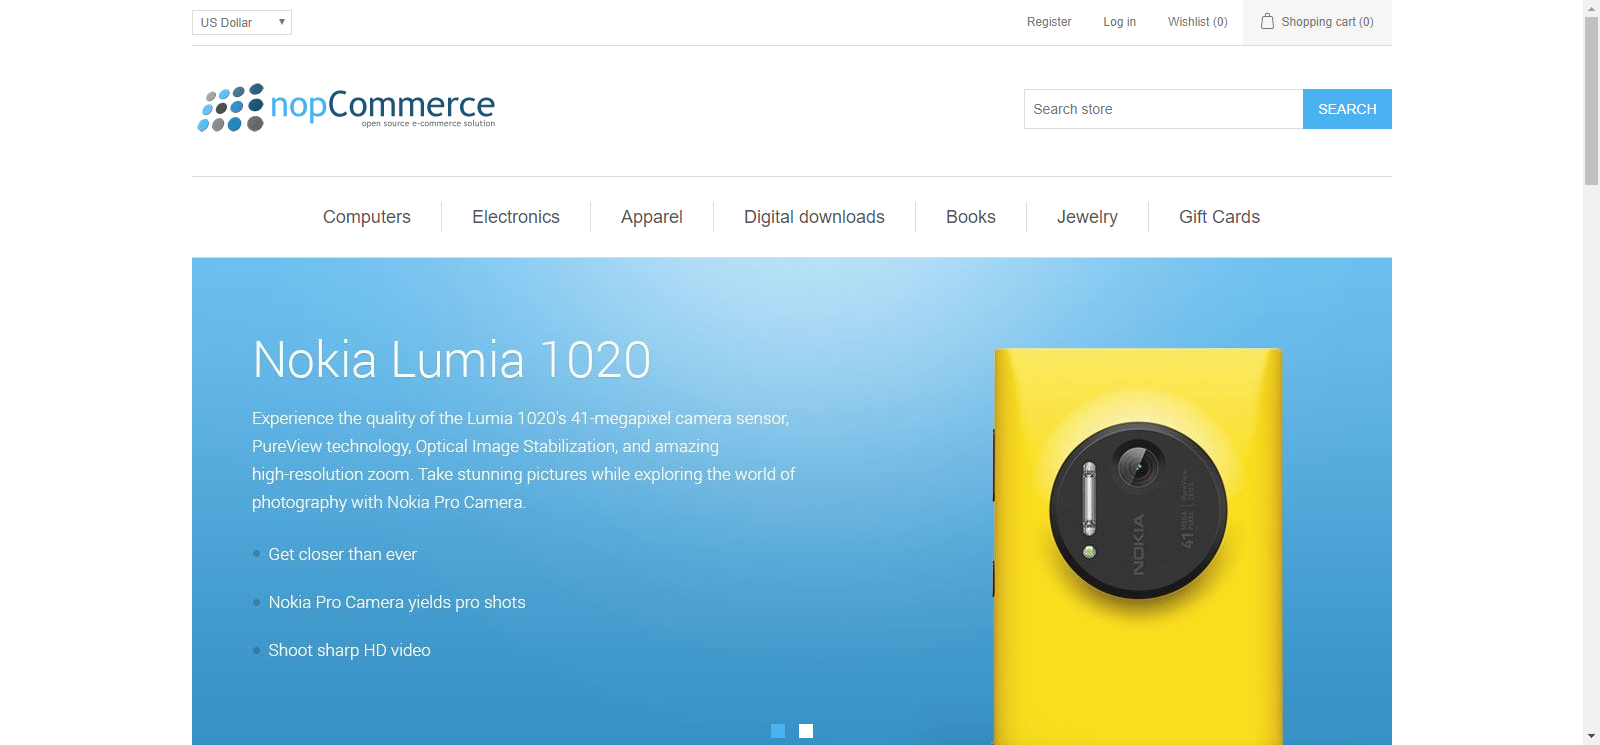 US Dollar
Register
Log in
Wishlist (0)
Shopping cart (0)
nopCommerce
open source e-commerce solution
Search store
SEARCH
Computers
Electronics
Apparel
Digital downloads
Books
Jewelry
Gift Cards
Nokia Lumia 1020
Experience the quality of the Lumia 1020's 41-megapixel camera sensor,
PureView technology, Optical Image Stabilization, and amazing
high-resolution zoom. Take stunning pictures while exploring the world of
photography with Nokia Pro Camera.
Get closer than ever
Nokia Pro Camera yields pro shots
Shoot sharp HD video
NOKIA
41 MEGA
PIXEL
PureView
ZEISS